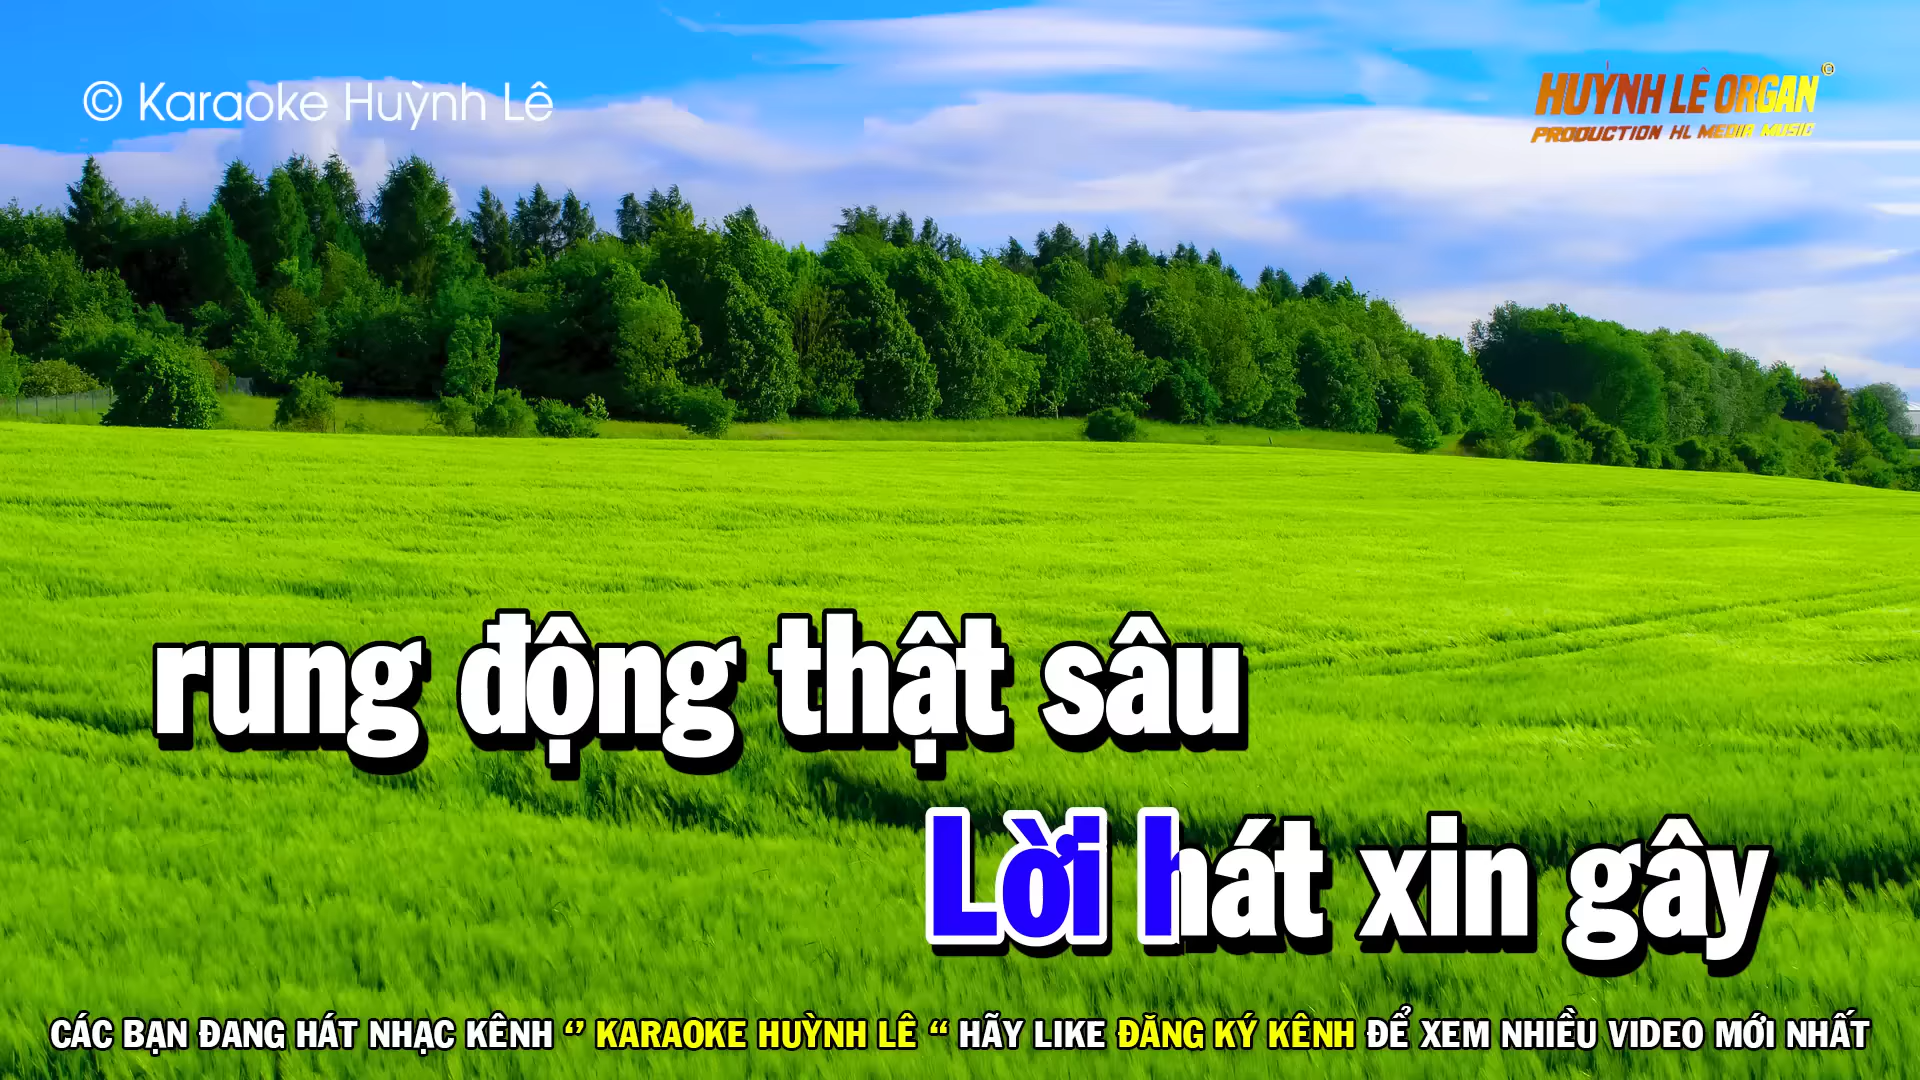 © Karaoke Huỳnh Lê
HUỲNH LÊ ORGAN ©
PRODUCTION HL MEDIA MUSIC
rung động thật sâu
Lời hát xin gây
CÁC BẠN ĐANG HÁT NHẠC KÊNH “ KARAOKE HUỲNH LÊ “ HÃY LIKE ĐĂNG KÝ KÊNH ĐỂ XEM NHIỀU VIDEO MỚI NHẤT